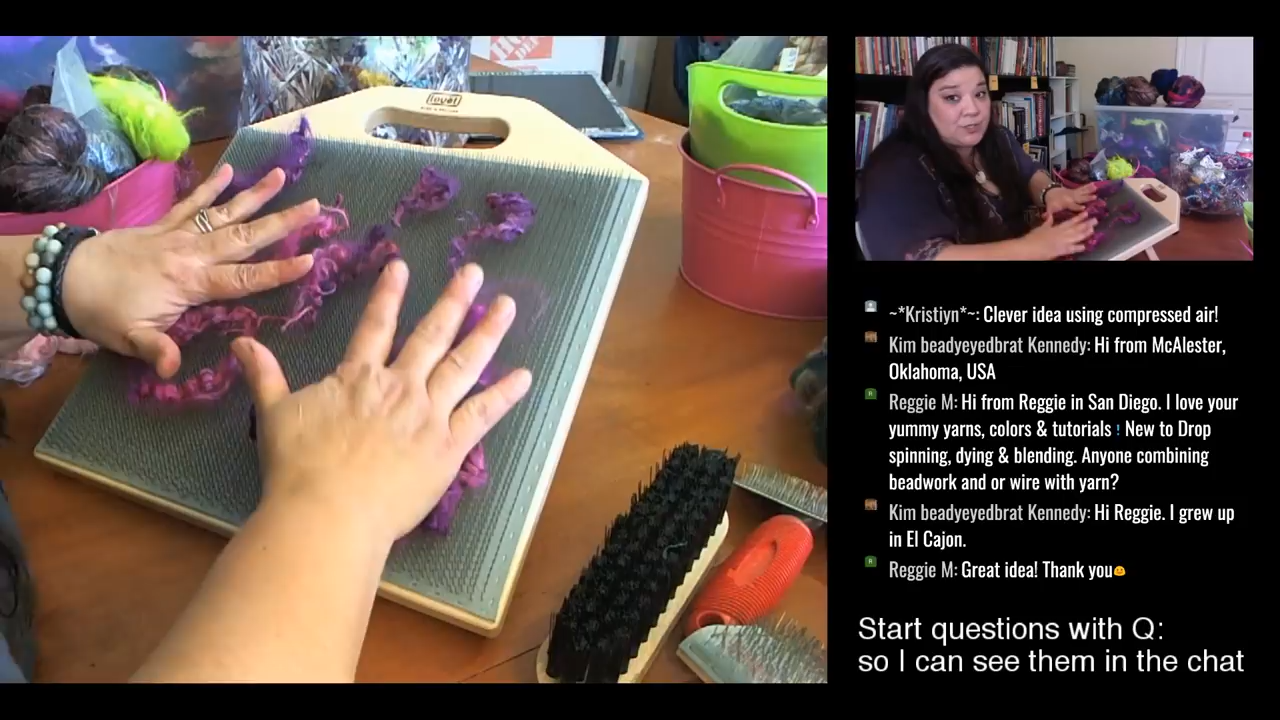 louët
HO
~*Kristiyn*~: Clever idea using compressed air!
Kim beadyeyedbrat Kennedy: Hi from McAlester,
Oklahoma, USA
Reggie M: Hi from Reggie in San Diego. I love your
yummy yarns, colors & tutorials ! New to Drop
spinning, dying & blending. Anyone combining
beadwork and or wire with yarn?
Kim beadyeyedbrat Kennedy: Hi Reggie. I grew up
in El Cajon.
Reggie M: Great idea! Thank you
Start questions with Q:
so I can see them in the chat